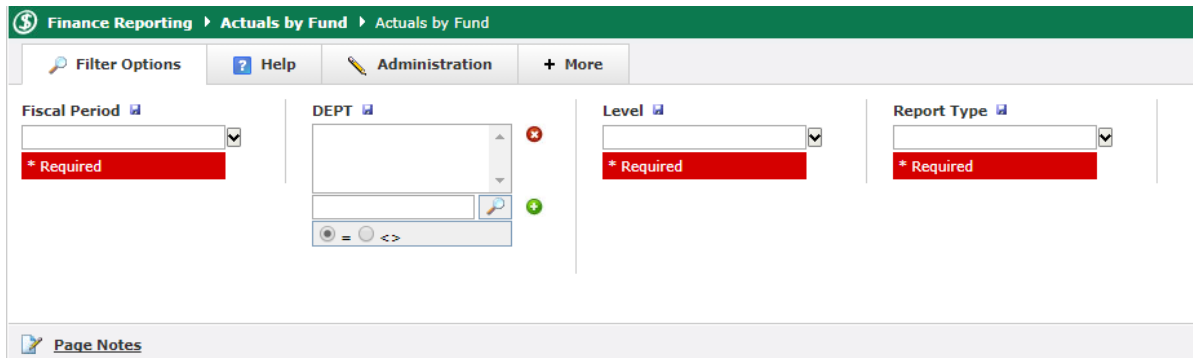 Finance Reporting Actuals by Fund Actuals by Fund
Filter Options ? Help Administration + More
Fiscal Period DEPT Level Report Type
* Required * Required * Required
= <>
Page Notes